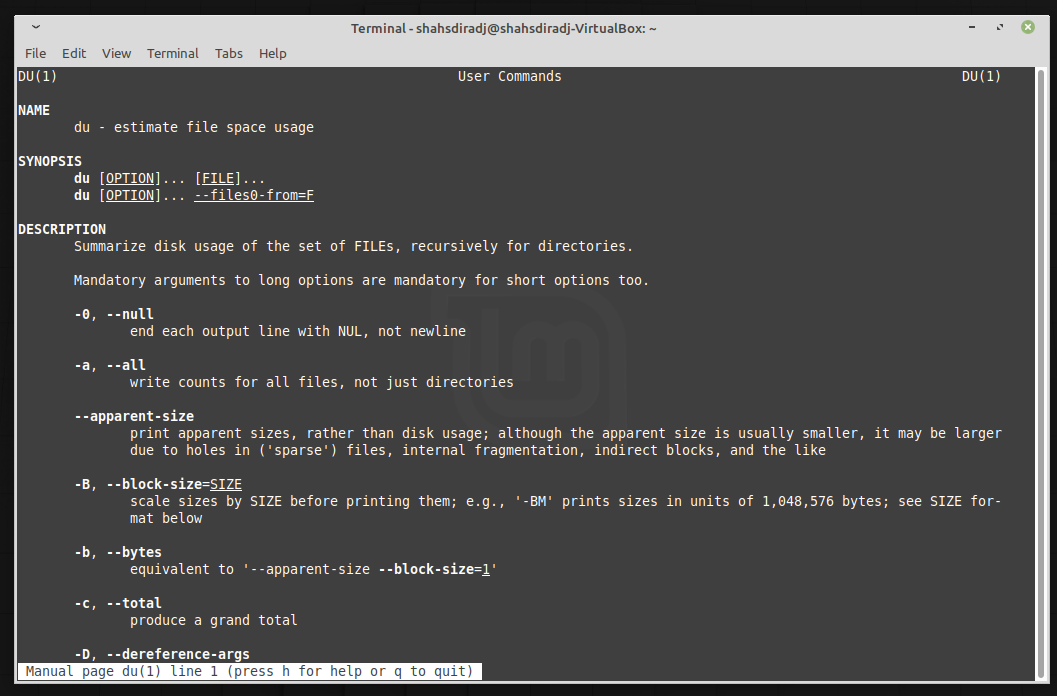 Terminal - shahsdiradj@shahsdiradj-VirtualBox: ~
File Edit View Terminal Tabs Help
DU(1) User Commands DU(1)
NAME
du - estimate file space usage
SYNOPSIS
du [OPTION]... [FILE]...
du [OPTION]... --files0-from=F
DESCRIPTION
Summarize disk usage of the set of FILEs, recursively for directories.
Mandatory arguments to long options are mandatory for short options too.
-0, --null
end each output line with NUL, not newline
-a, --all
write counts for all files, not just directories
--apparent-size
print apparent sizes, rather than disk usage; although the apparent size is usually smaller, it may be larger
due to holes in ('sparse') files, internal fragmentation, indirect blocks, and the like
-B, --block-size=SIZE
scale sizes by SIZE before printing them; e.g., '-BM' prints sizes in units of 1,048,576 bytes; see SIZE for-
mat below
-b, --bytes
equivalent to '--apparent-size --block-size=1'
-c, --total
produce a grand total
-D, --dereference-args
Manual page du(1) line 1 (press h for help or q to quit)